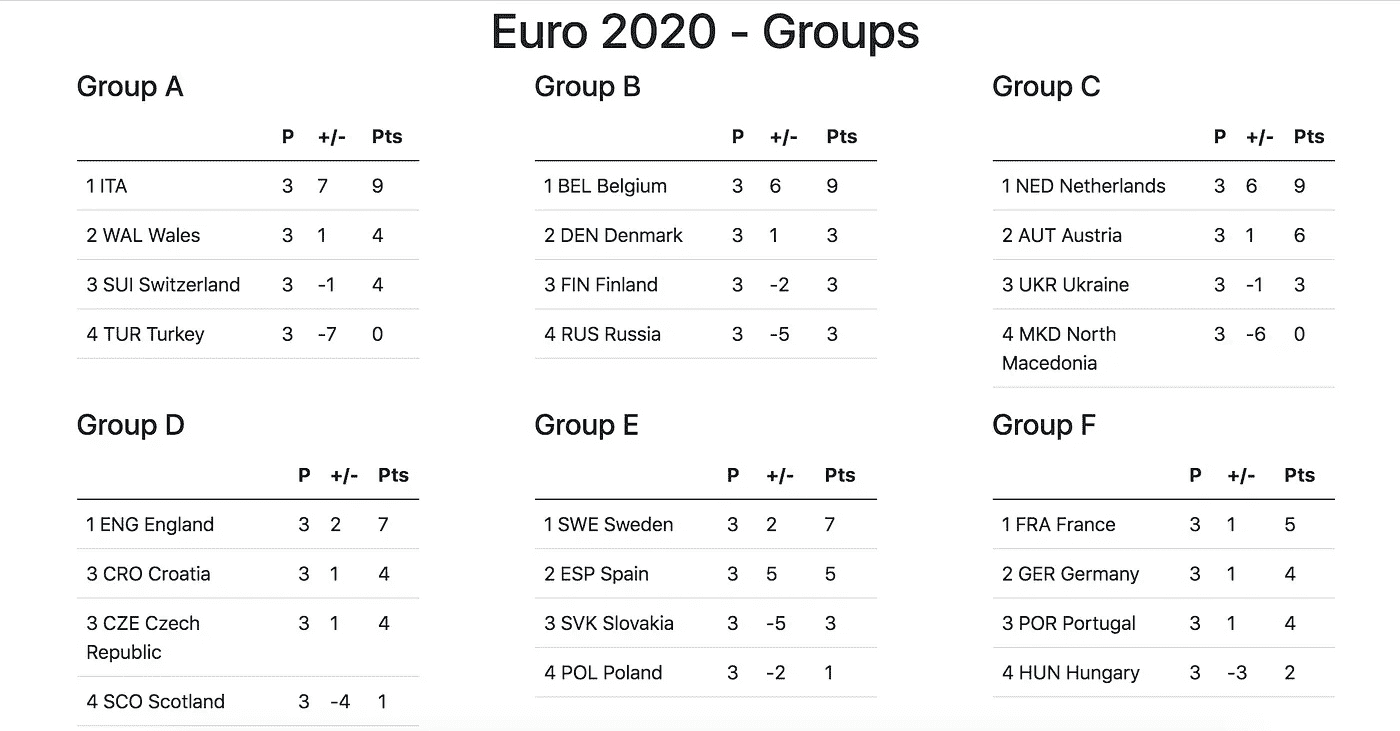 Euro 2020 - Groups
Group A
P +/- Pts
1 ITA 3 7 9
2 WAL Wales 3 1 4
3 SUI Switzerland 3 -1 4
4 TUR Turkey 3 -7 0
Group B
P +/- Pts
1 BEL Belgium 3 6 9
2 DEN Denmark 3 1 3
3 FIN Finland 3 -2 3
4 RUS Russia 3 -5 3
Group C
P +/- Pts
1 NED Netherlands 3 6 9
2 AUT Austria 3 1 6
3 UKR Ukraine 3 -1 3
4 MKD North 3 -6 0
Macedonia
Group D
P +/- Pts
1 ENG England 3 2 7
3 CRO Croatia 3 1 4
3 CZE Czech 3 1 4
Republic
4 SCO Scotland 3 -4 1
Group E
P +/- Pts
1 SWE Sweden 3 2 7
2 ESP Spain 3 5 5
3 SVK Slovakia 3 -5 3
4 POL Poland 3 -2 1
Group F
P +/- Pts
1 FRA France 3 1 5
2 GER Germany 3 1 4
3 POR Portugal 3 1 4
4 HUN Hungary 3 -3 2